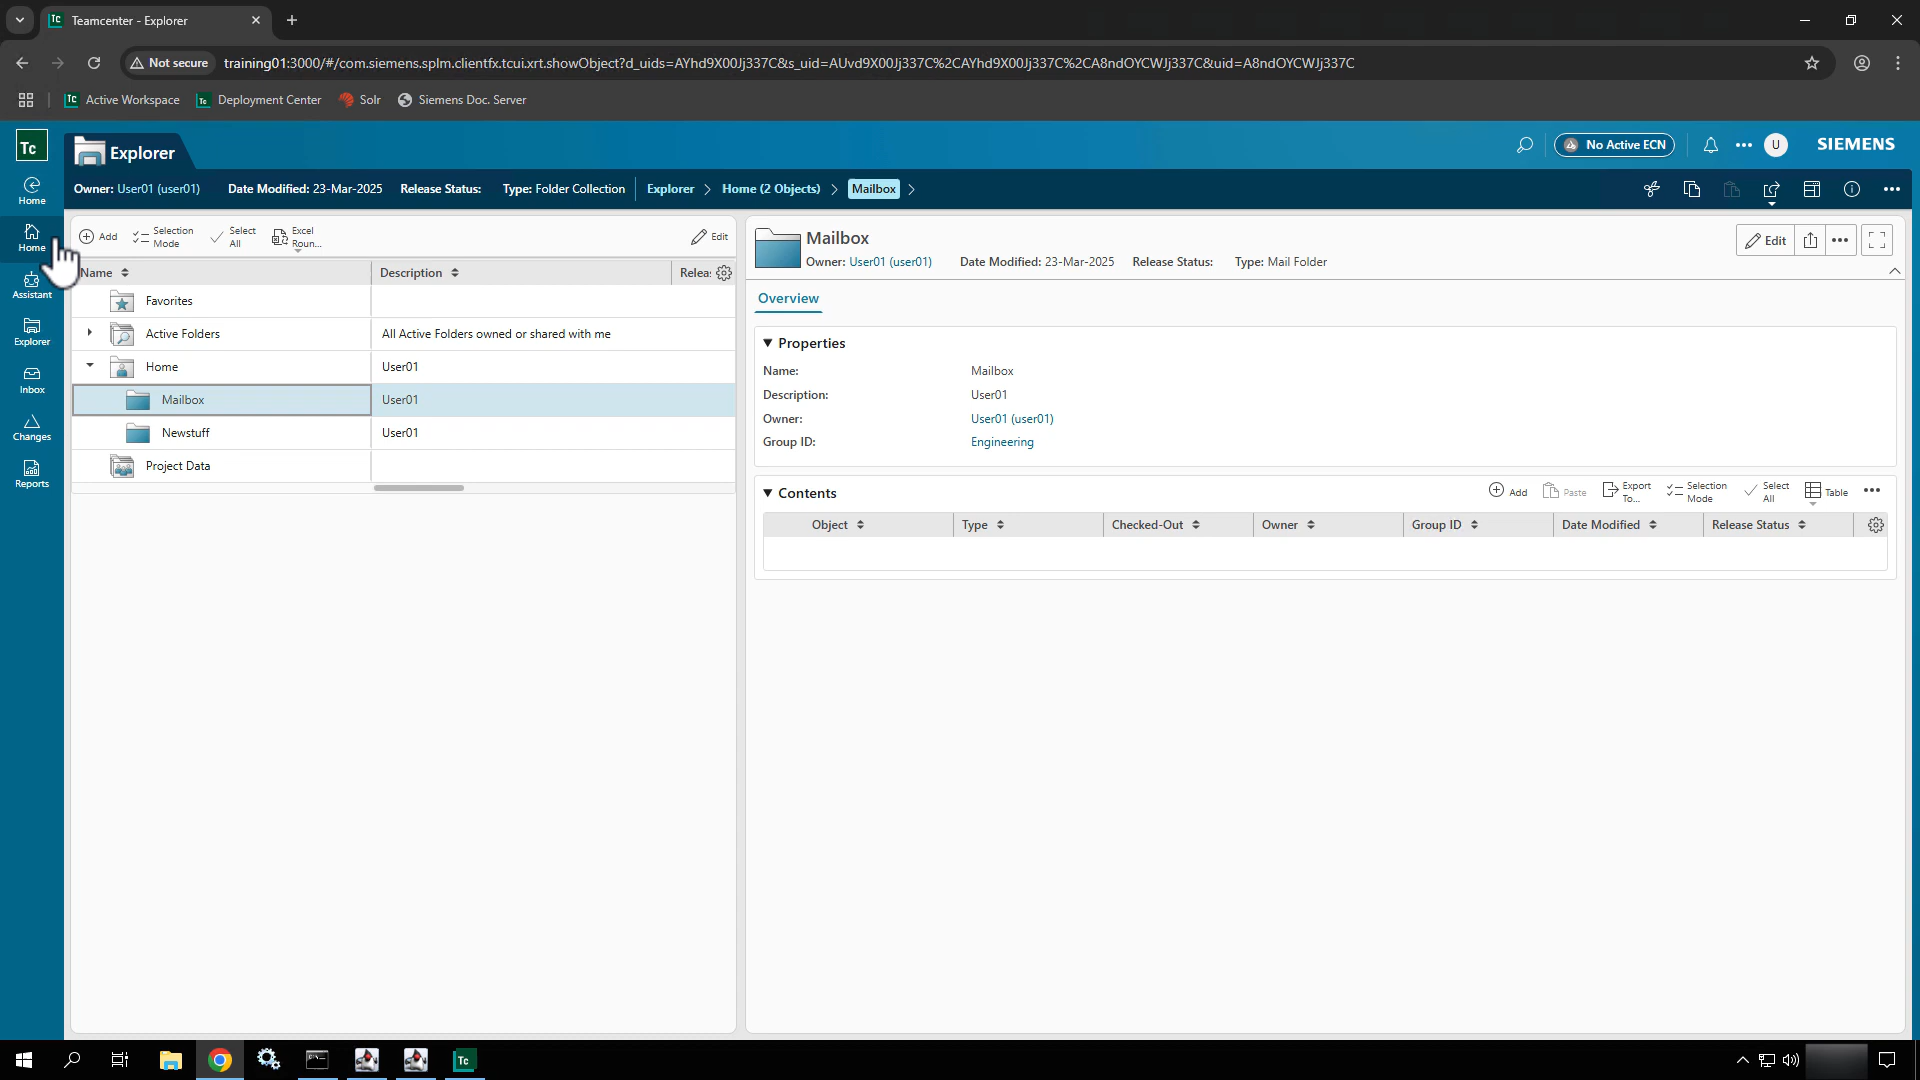 Tc Teamcenter - Explorer
Not secure training01:3000/#/com.siemens.splm.clientfx.tcui.xrt.showObject?d_uids=AYhd9X00Jj337C&s_uid=AUvd9X00Jj337C%2CAYhd9X00Jj337C%2CA8ndOYCWJj337C&uid=A8ndOYCWJj337C
Tc Active Workspace Tc Deployment Center Solr Siemens Doc. Server
Tc Explorer No Active ECN U SIEMENS
Owner: User01 (user01) Date Modified: 23-Mar-2025 Release Status: Type: Folder Collection Explorer Home (2 Objects) Mailbox
Home
Home
Assistant
Explorer
Inbox
Changes
Reports
Add Selection Mode Select All Excel Roun... Edit
Name Description Relea
Favorites
Active Folders All Active Folders owned or shared with me
Home User01
Mailbox User01
Newstuff User01
Project Data
Mailbox Edit
Owner: User01 (user01) Date Modified: 23-Mar-2025 Release Status: Type: Mail Folder
Overview
Properties
Name: Mailbox
Description: User01
Owner: User01 (user01)
Group ID: Engineering
Contents Add Paste Export To... Selection Mode Select All Table
Object Type Checked-Out Owner Group ID Date Modified Release Status
Tc